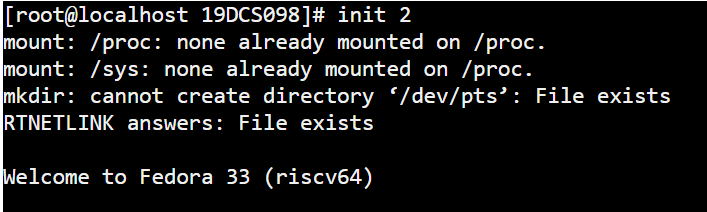 [root@localhost 19DCS098]# init 2
mount: /proc: none already mounted on /proc.
mount: /sys: none already mounted on /proc.
mkdir: cannot create directory ‘/dev/pts’: File exists
RTNETLINK answers: File exists
Welcome to Fedora 33 (riscv64)